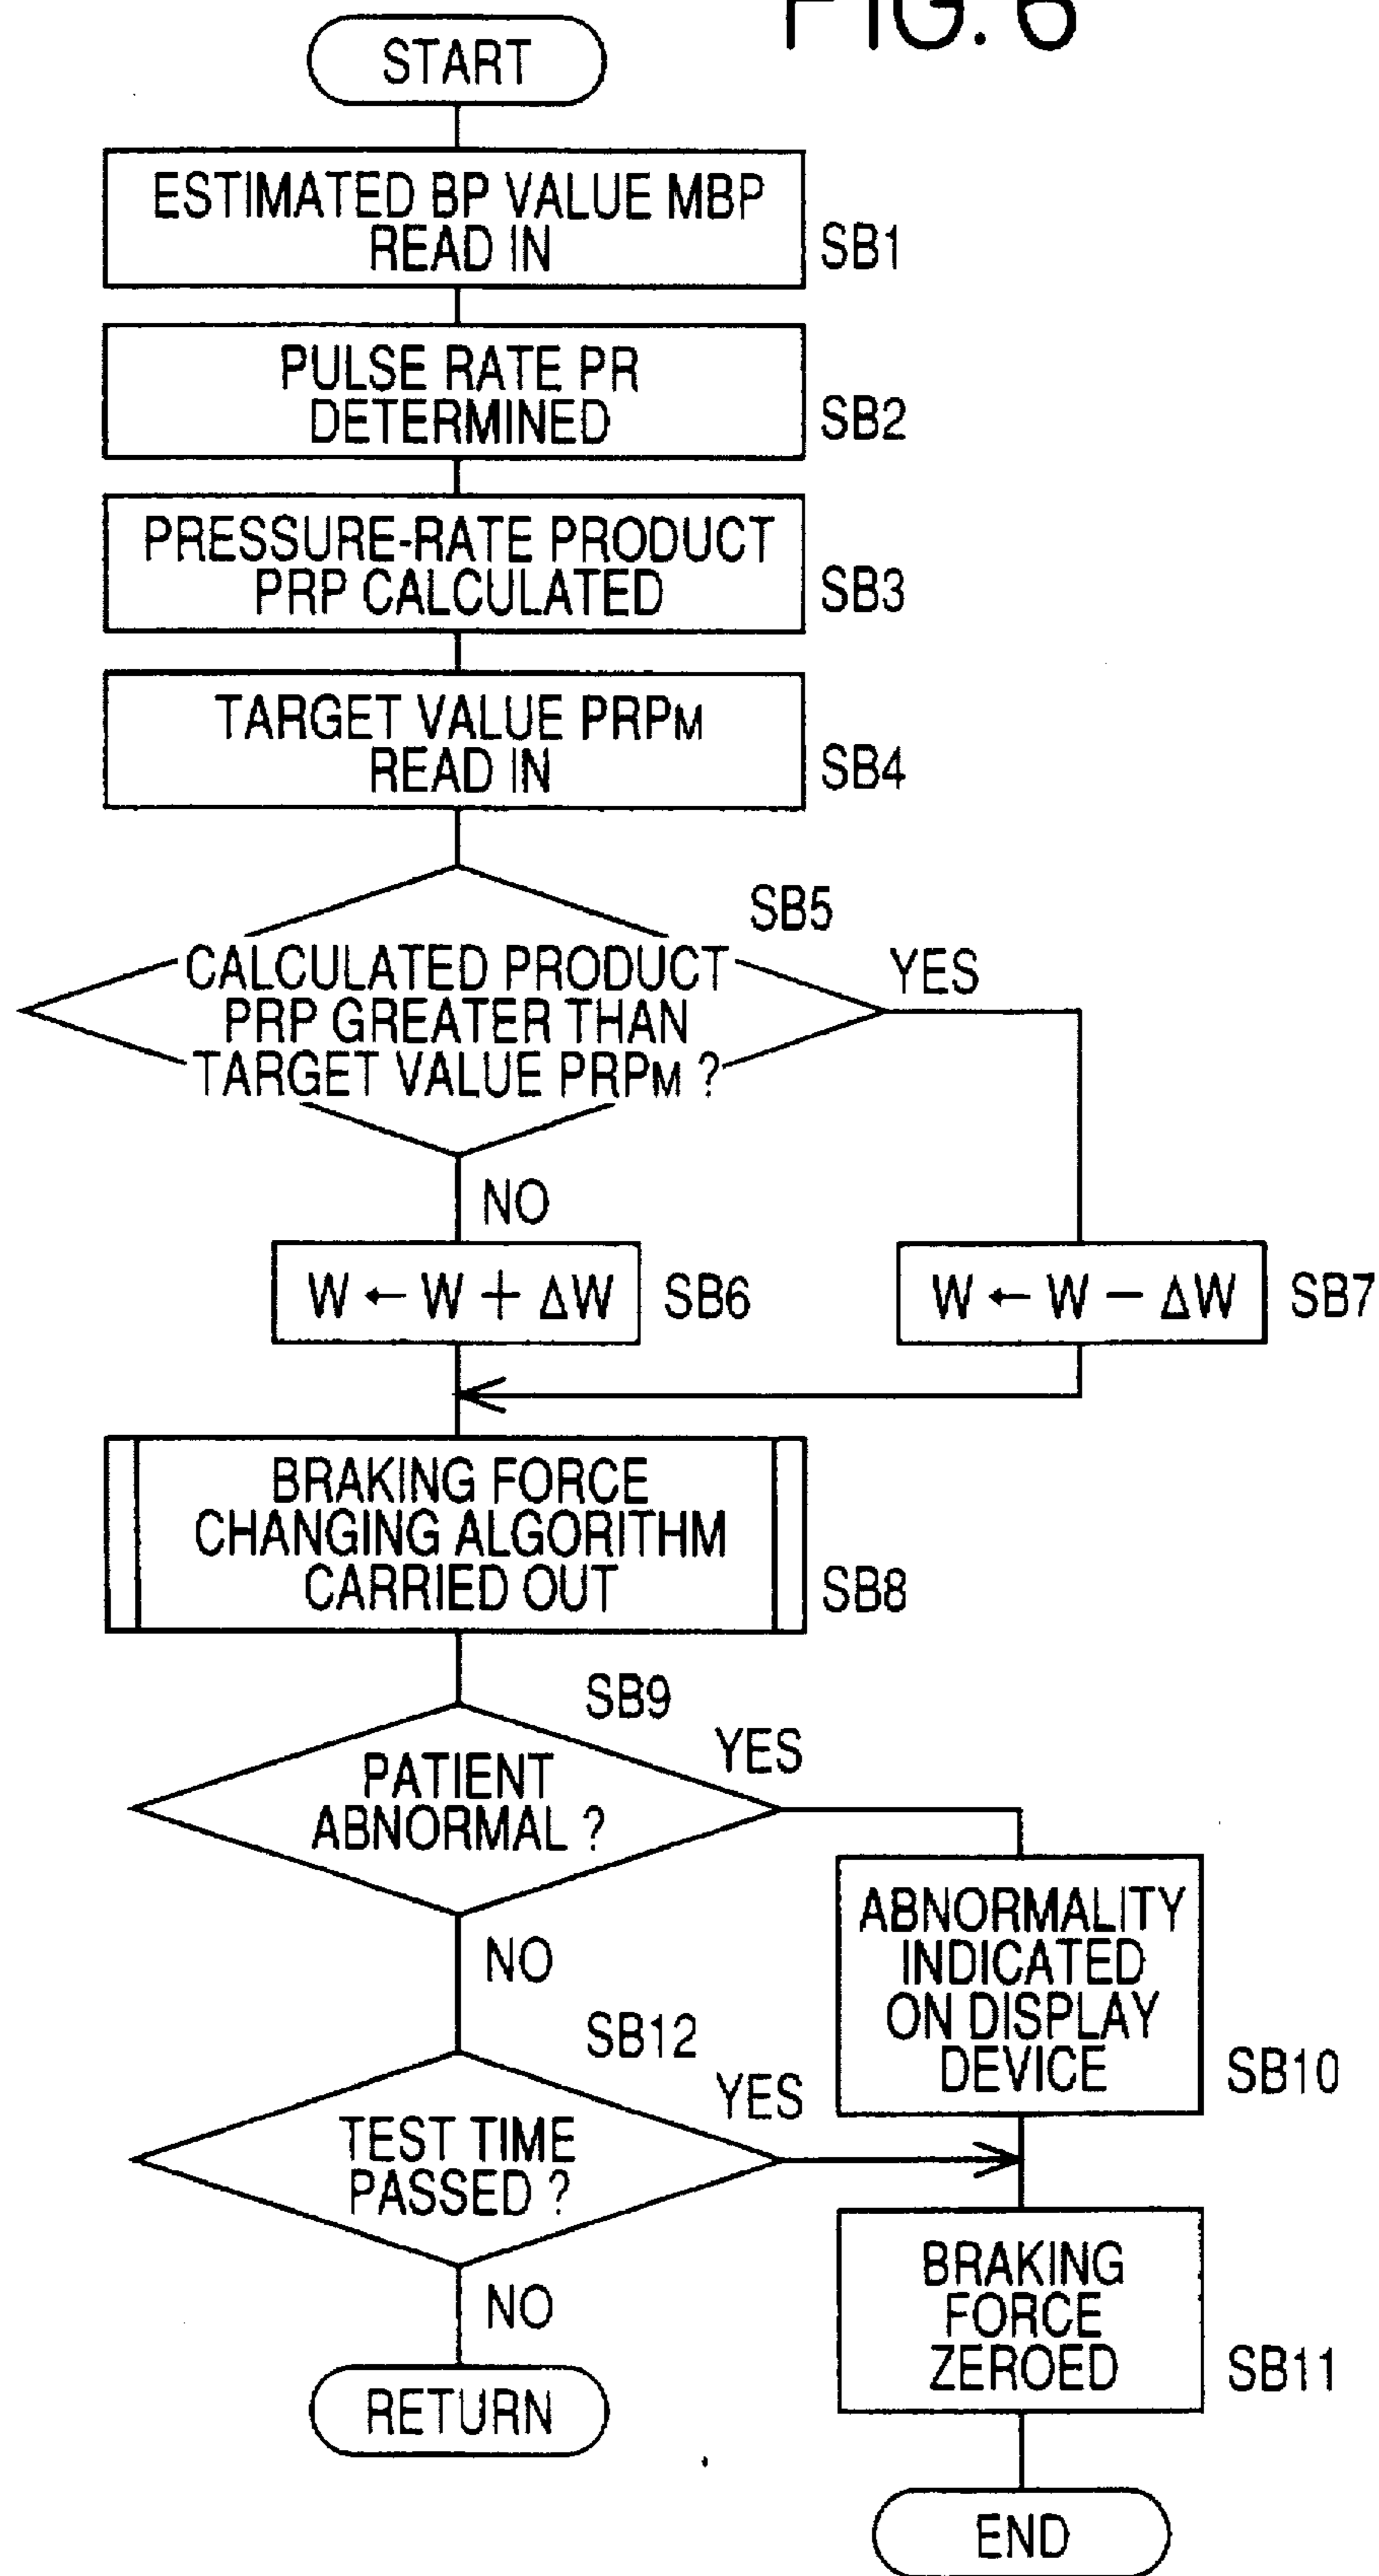 FIG. 6
START
ESTIMATED BP VALUE MBP
READ IN
SB1
PULSE RATE PR
DETERMINED
SB2
PRESSURE-RATE PRODUCT
PRP CALCULATED
SB3
TARGET VALUE PRPM
READ IN
SB4
SB5
CALCULATED PRODUCT
PRP GREATER THAN
TARGET VALUE PRPM ?
YES
NO
W ← W + ΔW
SB6
W ← W − ΔW
SB7
BRAKING FORCE
CHANGING ALGORITHM
CARRIED OUT
SB8
SB9
PATIENT
ABNORMAL ?
YES
NO
ABNORMALITY
INDICATED
ON DISPLAY
DEVICE
SB10
SB12
TEST TIME
PASSED ?
YES
NO
BRAKING
FORCE
ZEROED
SB11
RETURN
END